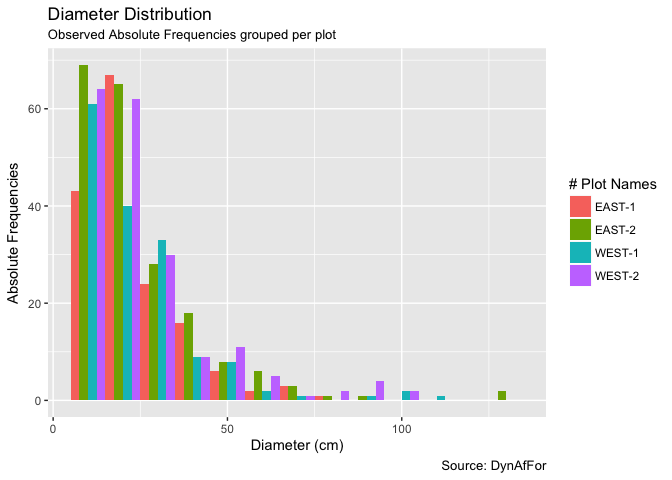 Diameter Distribution
Observed Absolute Frequencies grouped per plot
Absolute Frequencies
60
40
20
0
0
50
100
Diameter (cm)
# Plot Names
EAST-1
EAST-2
WEST-1
WEST-2
Source: DynAfFor